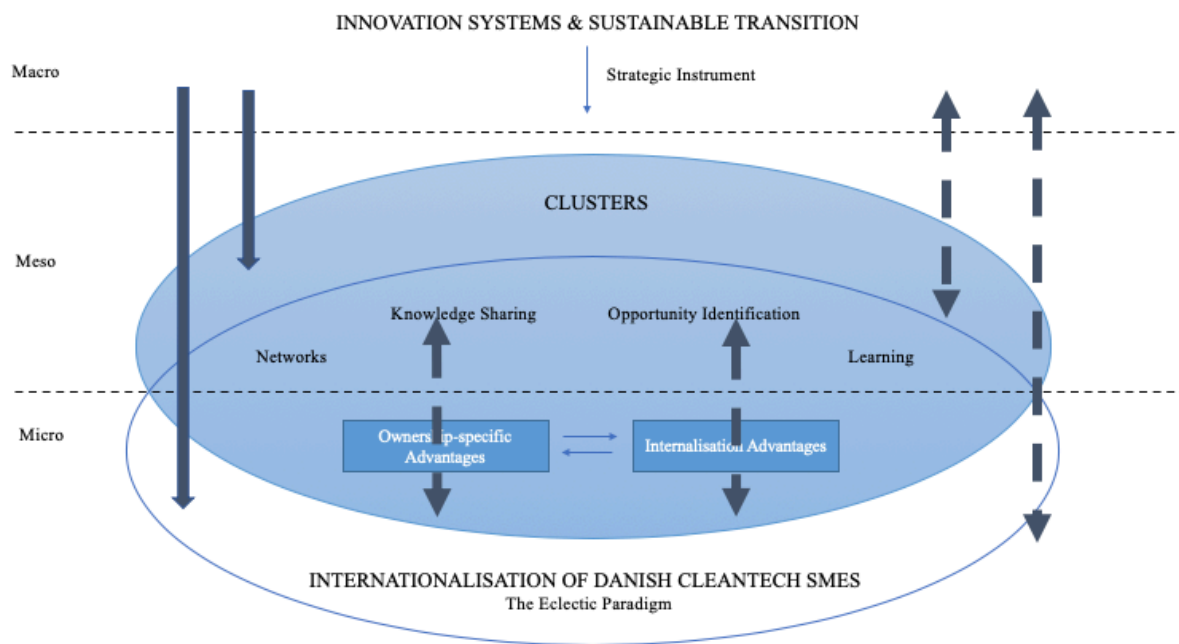 INNOVATION SYSTEMS & SUSTAINABLE TRANSITION
Macro
Strategic Instrument
CLUSTERS
Meso
Knowledge Sharing
Opportunity Identification
Networks
Learning
Micro
Ownership-specific
Advantages
Internalisation Advantages
INTERNATIONALISATION OF DANISH CLEANTECH SMES
The Eclectic Paradigm